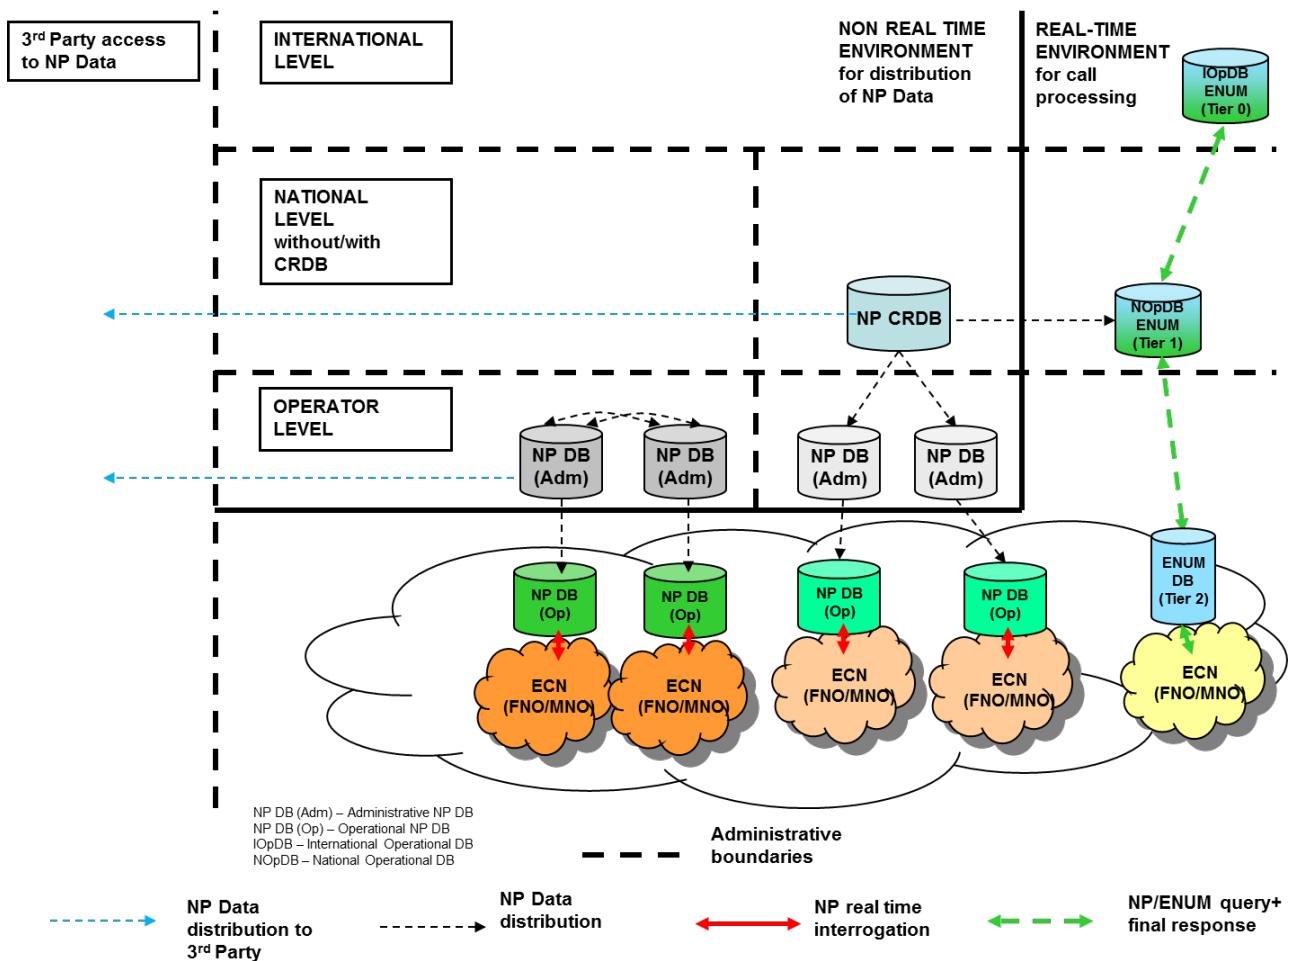 3rd Party access
to NP Data
INTERNATIONAL
LEVEL
NON REAL TIME
ENVIRONMENT
for distribution
of NP Data
REAL-TIME
ENVIRONMENT
for call
processing
IOpDB
ENUM
(Tier 0)
NATIONAL
LEVEL
without/with
CRDB
NP CRDB
NOpDB
ENUM
(Tier 1)
OPERATOR
LEVEL
NP DB
(Adm)
NP DB
(Adm)
NP DB
(Adm)
NP DB
(Adm)
NP DB
(Op)
NP DB
(Op)
NP DB
(Op)
NP DB
(Op)
ENUM
DB
(Tier 2)
ECN
(FNO/MNO)
ECN
(FNO/MNO)
ECN
(FNO/MNO)
ECN
(FNO/MNO)
ECN
(FNO/MNO)
NP DB (Adm) – Administrative NP DB
NP DB (Op) – Operational NP DB
IOpDB – International Operational DB
NOpDB – National Operational DB
Administrative
boundaries
NP Data
distribution to
3rd Party
NP Data
distribution
NP real time
interrogation
NP/ENUM query+
final response